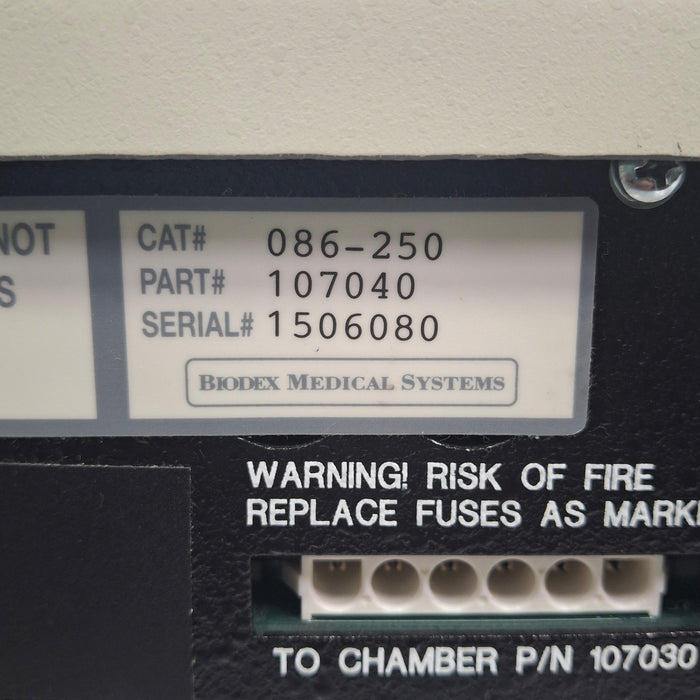 NOT
S
CAT# 086-250
PART# 107040
SERIAL# 1506080
BIODEX MEDICAL SYSTEMS
WARNING! RISK OF FIRE
REPLACE FUSES AS MARK
TO CHAMBER P/N 107030